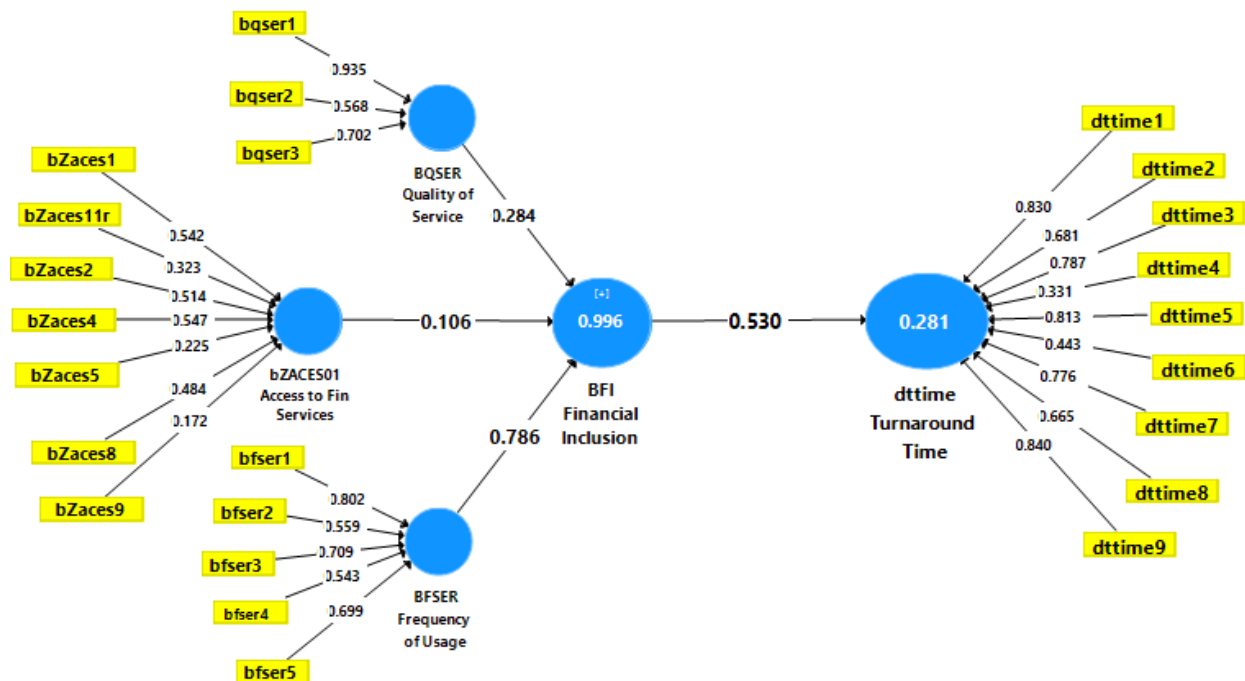 bqser1
0.935
bqser2
0.568
bqser3
0.702
BQSER
Quality of
Service
0.284
bZaces1
0.542
bZaces11r
0.323
bZaces2
0.514
bZaces4
0.547
bZaces5
0.225
bZaces8
0.484
bZaces9
0.172
bZACES01
Access to Fin
Services
0.106
bfser1
0.802
bfser2
0.559
bfser3
0.709
bfser4
0.543
bfser5
0.699
BFSER
Frequency
of Usage
0.786
[+]
0.996
BFI
Financial
Inclusion
0.530
0.281
dttime
Turnaround
Time
dttime1
0.830
dttime2
0.681
dttime3
0.787
dttime4
0.331
dttime5
0.813
dttime6
0.443
dttime7
0.776
dttime8
0.665
dttime9
0.840